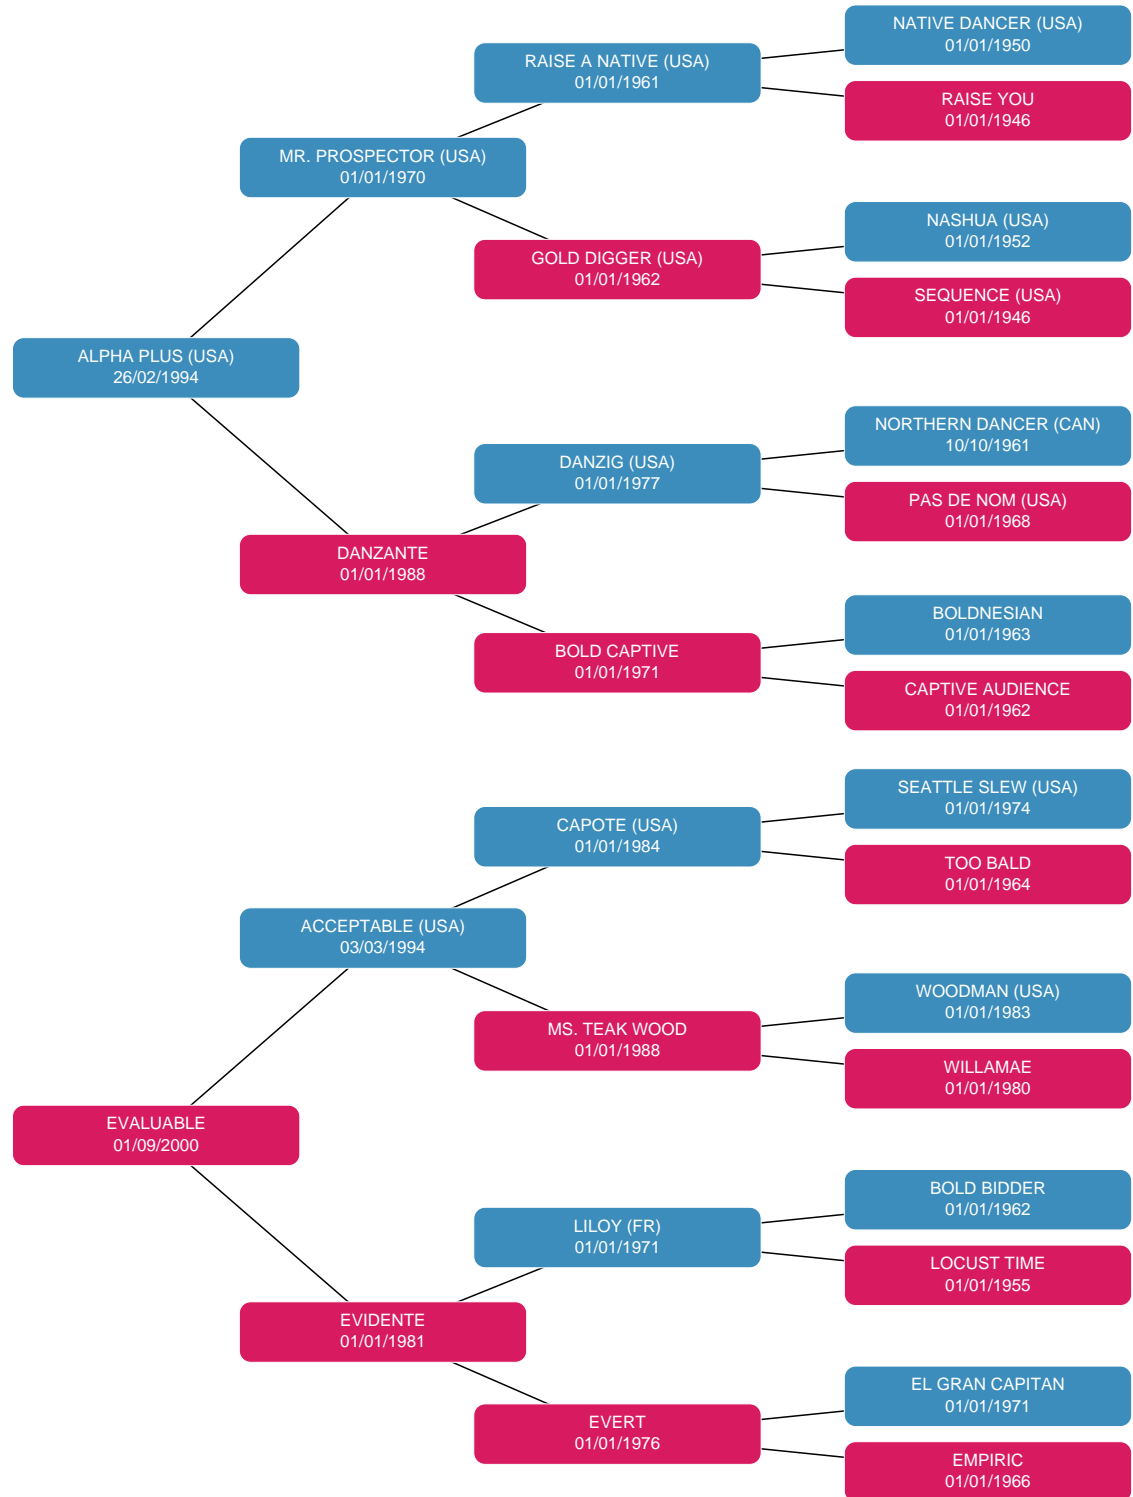 NATIVE DANCER (USA)
01/01/1950
RAISE A NATIVE (USA)
01/01/1961
RAISE YOU
01/01/1946
MR. PROSPECTOR (USA)
01/01/1970
NASHUA (USA)
01/01/1952
GOLD DIGGER (USA)
01/01/1962
SEQUENCE (USA)
01/01/1946
ALPHA PLUS (USA)
26/02/1994
NORTHERN DANCER (CAN)
10/10/1961
DANZIG (USA)
01/01/1977
PAS DE NOM (USA)
01/01/1968
DANZANTE
01/01/1988
BOLDNESIAN
01/01/1963
BOLD CAPTIVE
01/01/1971
CAPTIVE AUDIENCE
01/01/1962
SEATTLE SLEW (USA)
01/01/1974
CAPOTE (USA)
01/01/1984
TOO BALD
01/01/1964
ACCEPTABLE (USA)
03/03/1994
WOODMAN (USA)
01/01/1983
MS. TEAK WOOD
01/01/1988
WILLAMAE
01/01/1980
EVALUABLE
01/09/2000
BOLD BIDDER
01/01/1962
LILOY (FR)
01/01/1971
LOCUST TIME
01/01/1955
EVIDENTE
01/01/1981
EL GRAN CAPITAN
01/01/1971
EVERT
01/01/1976
EMPIRIC
01/01/1966